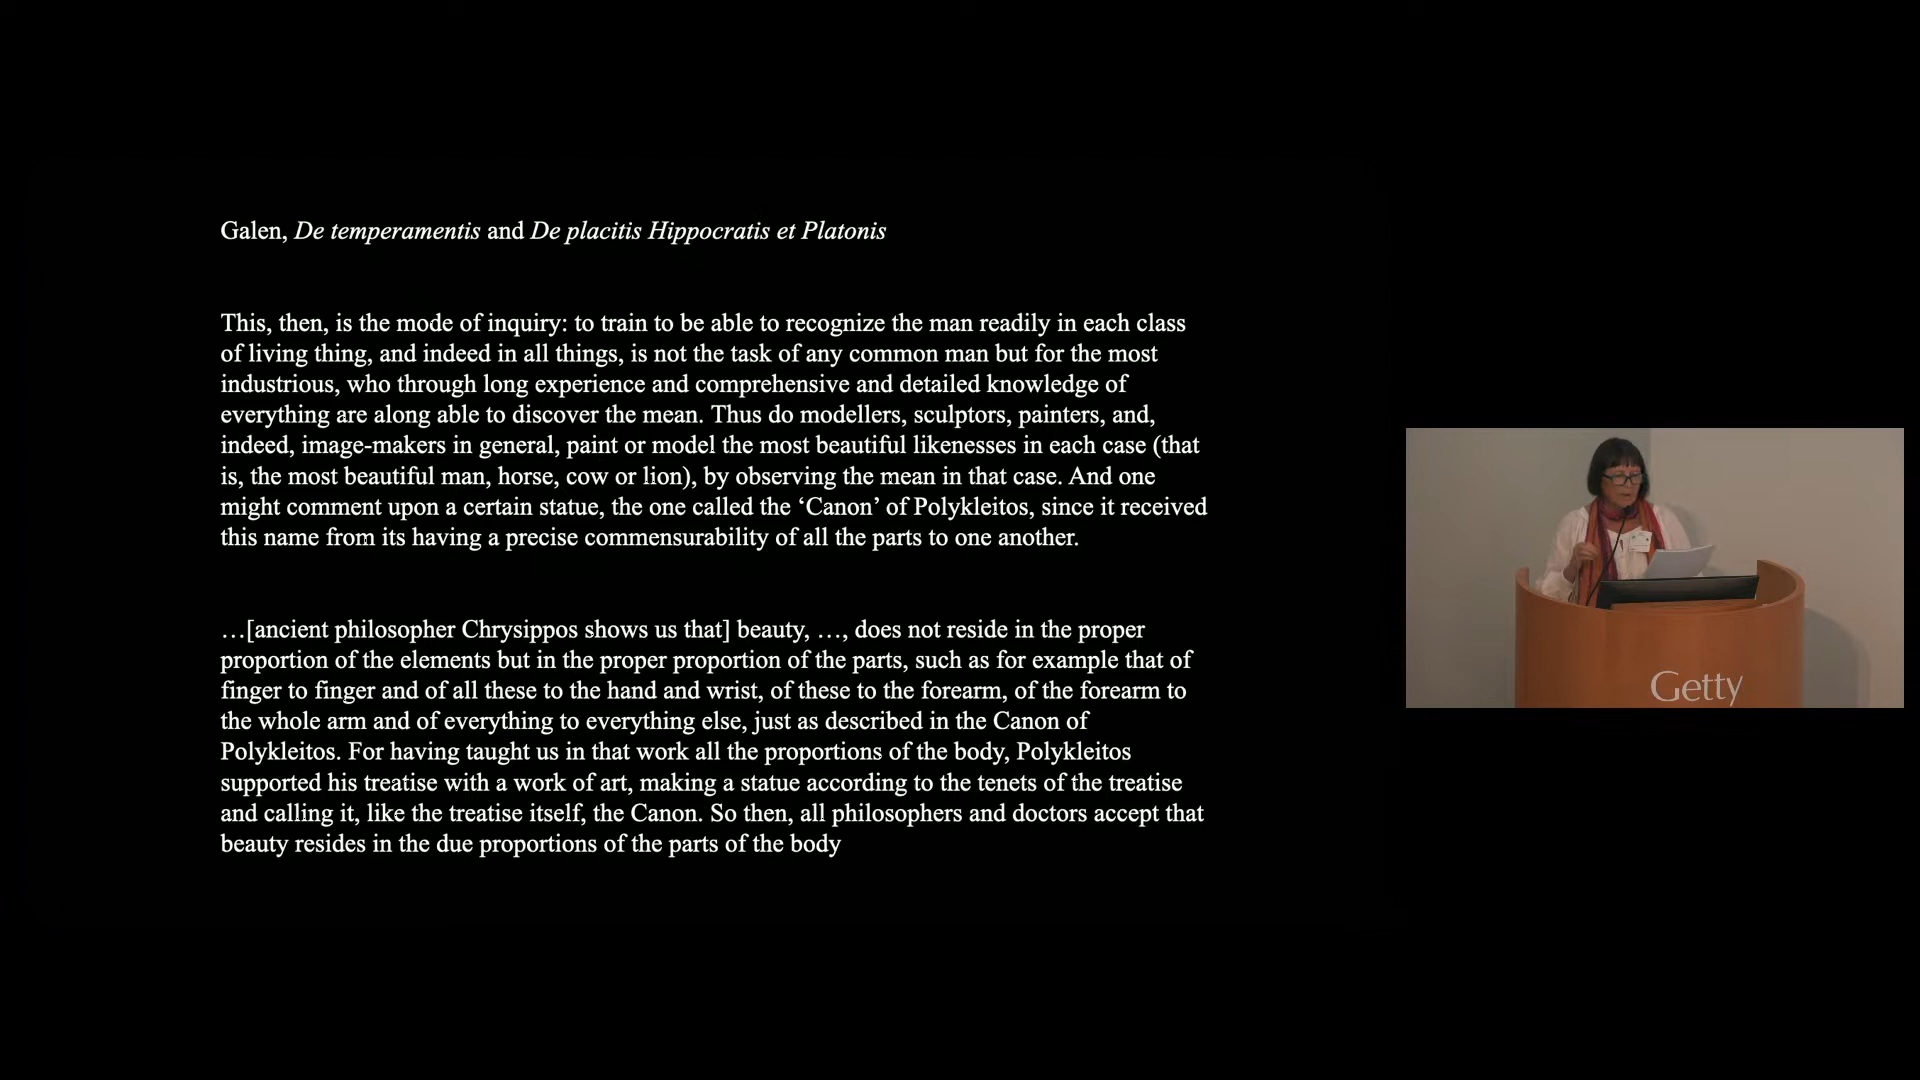 Galen, De temperamentis and De placitis Hippocratis et Platonis
This, then, is the mode of inquiry: to train to be able to recognize the man readily in each class
of living thing, and indeed in all things, is not the task of any common man but for the most
industrious, who through long experience and comprehensive and detailed knowledge of
everything are along able to discover the mean. Thus do modellers, sculptors, painters, and,
indeed, image-makers in general, paint or model the most beautiful likenesses in each case (that
is, the most beautiful man, horse, cow or lion), by observing the mean in that case. And one
might comment upon a certain statue, the one called the ‘Canon’ of Polykleitos, since it received
this name from its having a precise commensurability of all the parts to one another.
…[ancient philosopher Chrysippos shows us that] beauty, …, does not reside in the proper
proportion of the elements but in the proper proportion of the parts, such as for example that of
finger to finger and of all these to the hand and wrist, of these to the forearm, of the forearm to
the whole arm and of everything to everything else, just as described in the Canon of
Polykleitos. For having taught us in that work all the proportions of the body, Polykleitos
supported his treatise with a work of art, making a statue according to the tenets of the treatise
and calling it, like the treatise itself, the Canon. So then, all philosophers and doctors accept that
beauty resides in the due proportions of the parts of the body
Getty